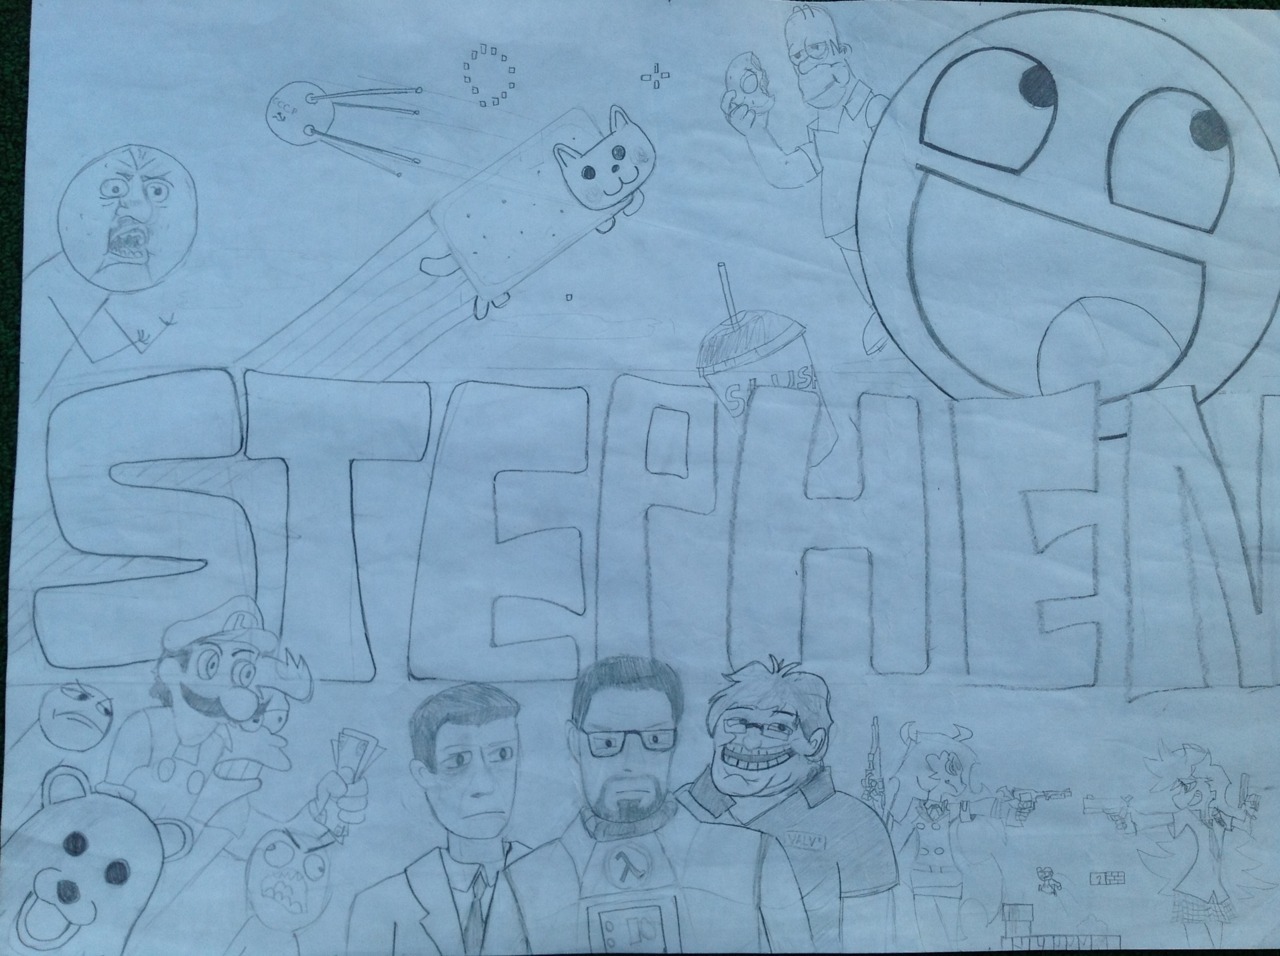 CCCP
SLUSH
STEPHEN
λ
VALVE
?